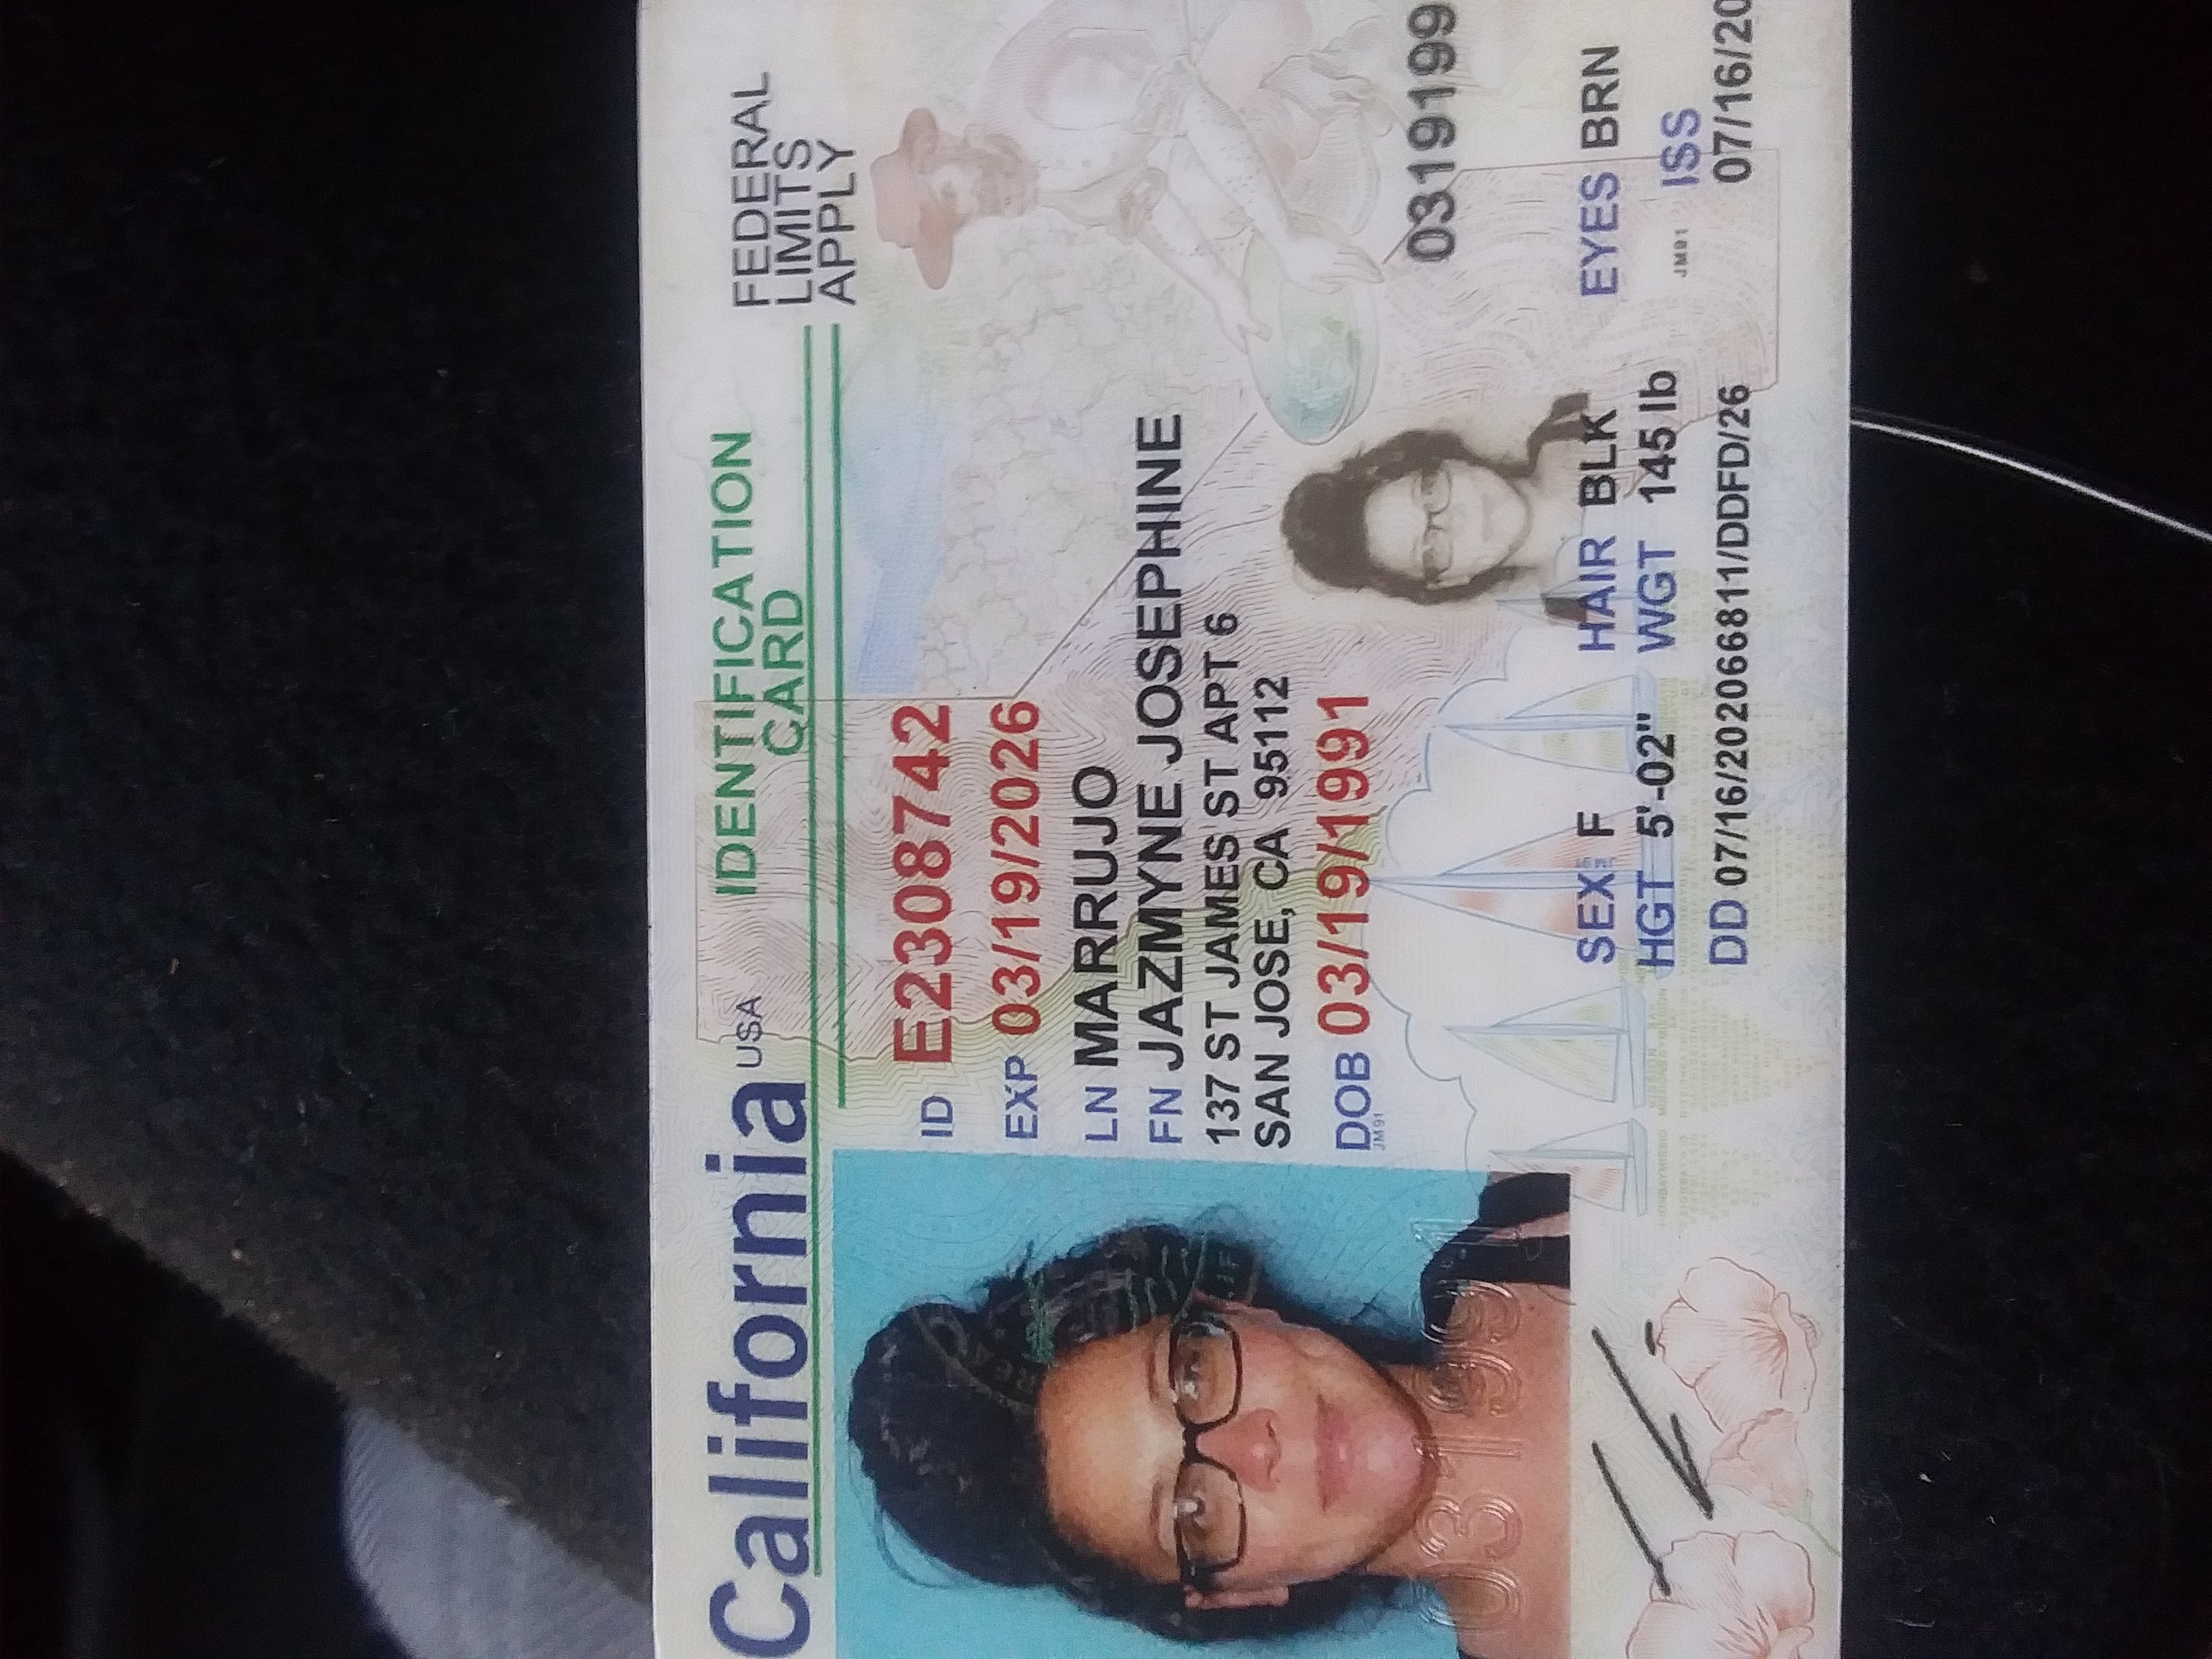 California USA IDENTIFICATION CARD
FEDERAL
LIMITS
APPLY
ID E2308742
EXP 03/19/2026
LN MARRUJO
FN JAZMYNE JOSEPHINE
137 ST JAMES ST APT 6
SAN JOSE, CA 95112
DOB 03/19/1991
JM91
0319199
031991
SEX F HAIR BLK EYES BRN
HGT 5'-02" WGT 145 lb
JM91 ISS
DD 07/16/202066811/DDFD/26 07/16/20